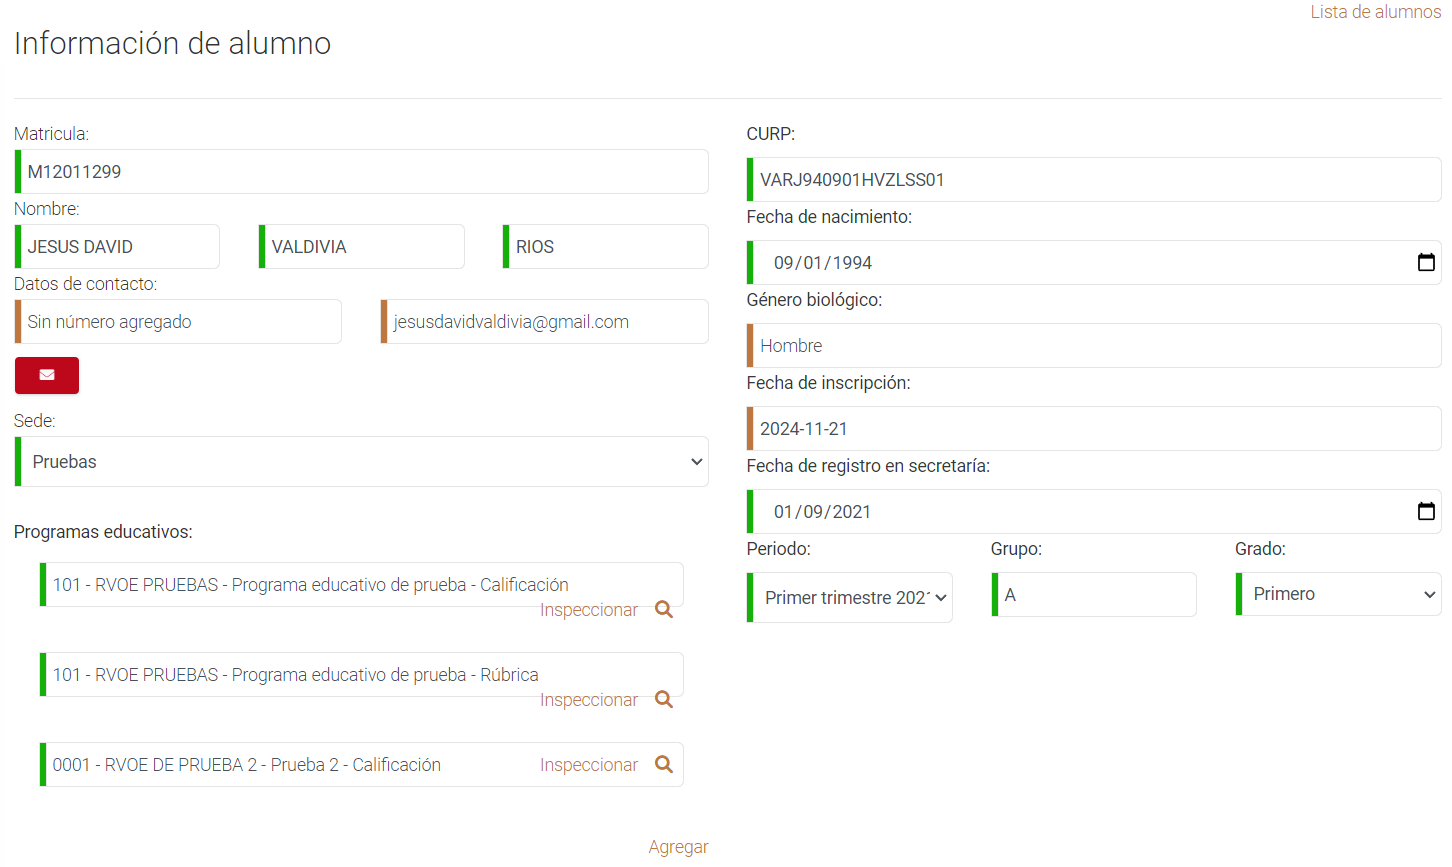 Lista de alumnos
Información de alumno
Matricula:
M12011299
Nombre:
JESUS DAVID VALDIVIA RIOS
Datos de contacto:
Sin número agregado jesusdavidvaldivia@gmail.com
Sede:
Pruebas
Programas educativos:
101 - RVOE PRUEBAS - Programa educativo de prueba - Calificación
Inspeccionar
101 - RVOE PRUEBAS - Programa educativo de prueba - Rúbrica
Inspeccionar
0001 - RVOE DE PRUEBA 2 - Prueba 2 - Calificación Inspeccionar
Agregar
CURP:
VARJ940901HVZLSS01
Fecha de nacimiento:
09/01/1994
Género biológico:
Hombre
Fecha de inscripción:
2024-11-21
Fecha de registro en secretaría:
01/09/2021
Periodo: Grupo: Grado:
Primer trimestre 2021 A Primero